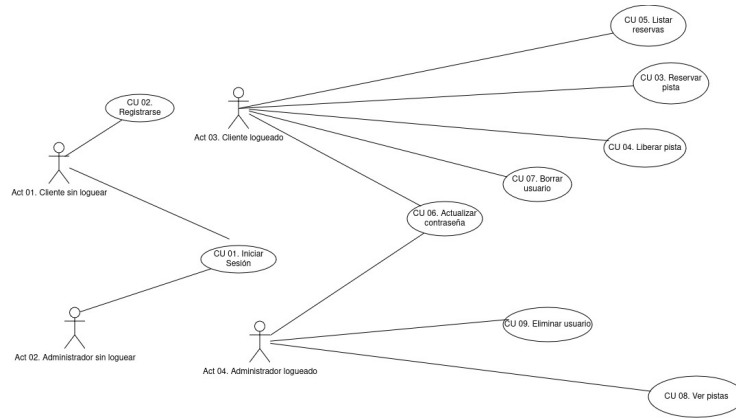 CU 05. Listar
reservas
CU 03. Reservar
pista
CU 02.
Registrarse
Act 03. Cliente logueado
CU 04. Liberar pista
CU 07. Borrar
usuario
Act 01. Cliente sin loguear
CU 06. Actualizar
contraseña
CU 01. Iniciar
Sesión
CU 09. Eliminar usuario
Act 02. Administrador sin loguear
Act 04. Administrador logueado
CU 08. Ver pistas